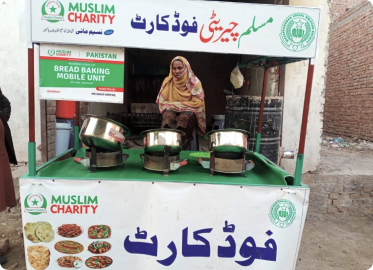 MUSLIM
CHARITY
مسلم چیریٹی فوڈ کارٹ
MUSLIM
CHARITY
PAKISTAN
BREAD BAKING
MOBILE UNIT
MUSLIM
CHARITY
فوڈ کارٹ